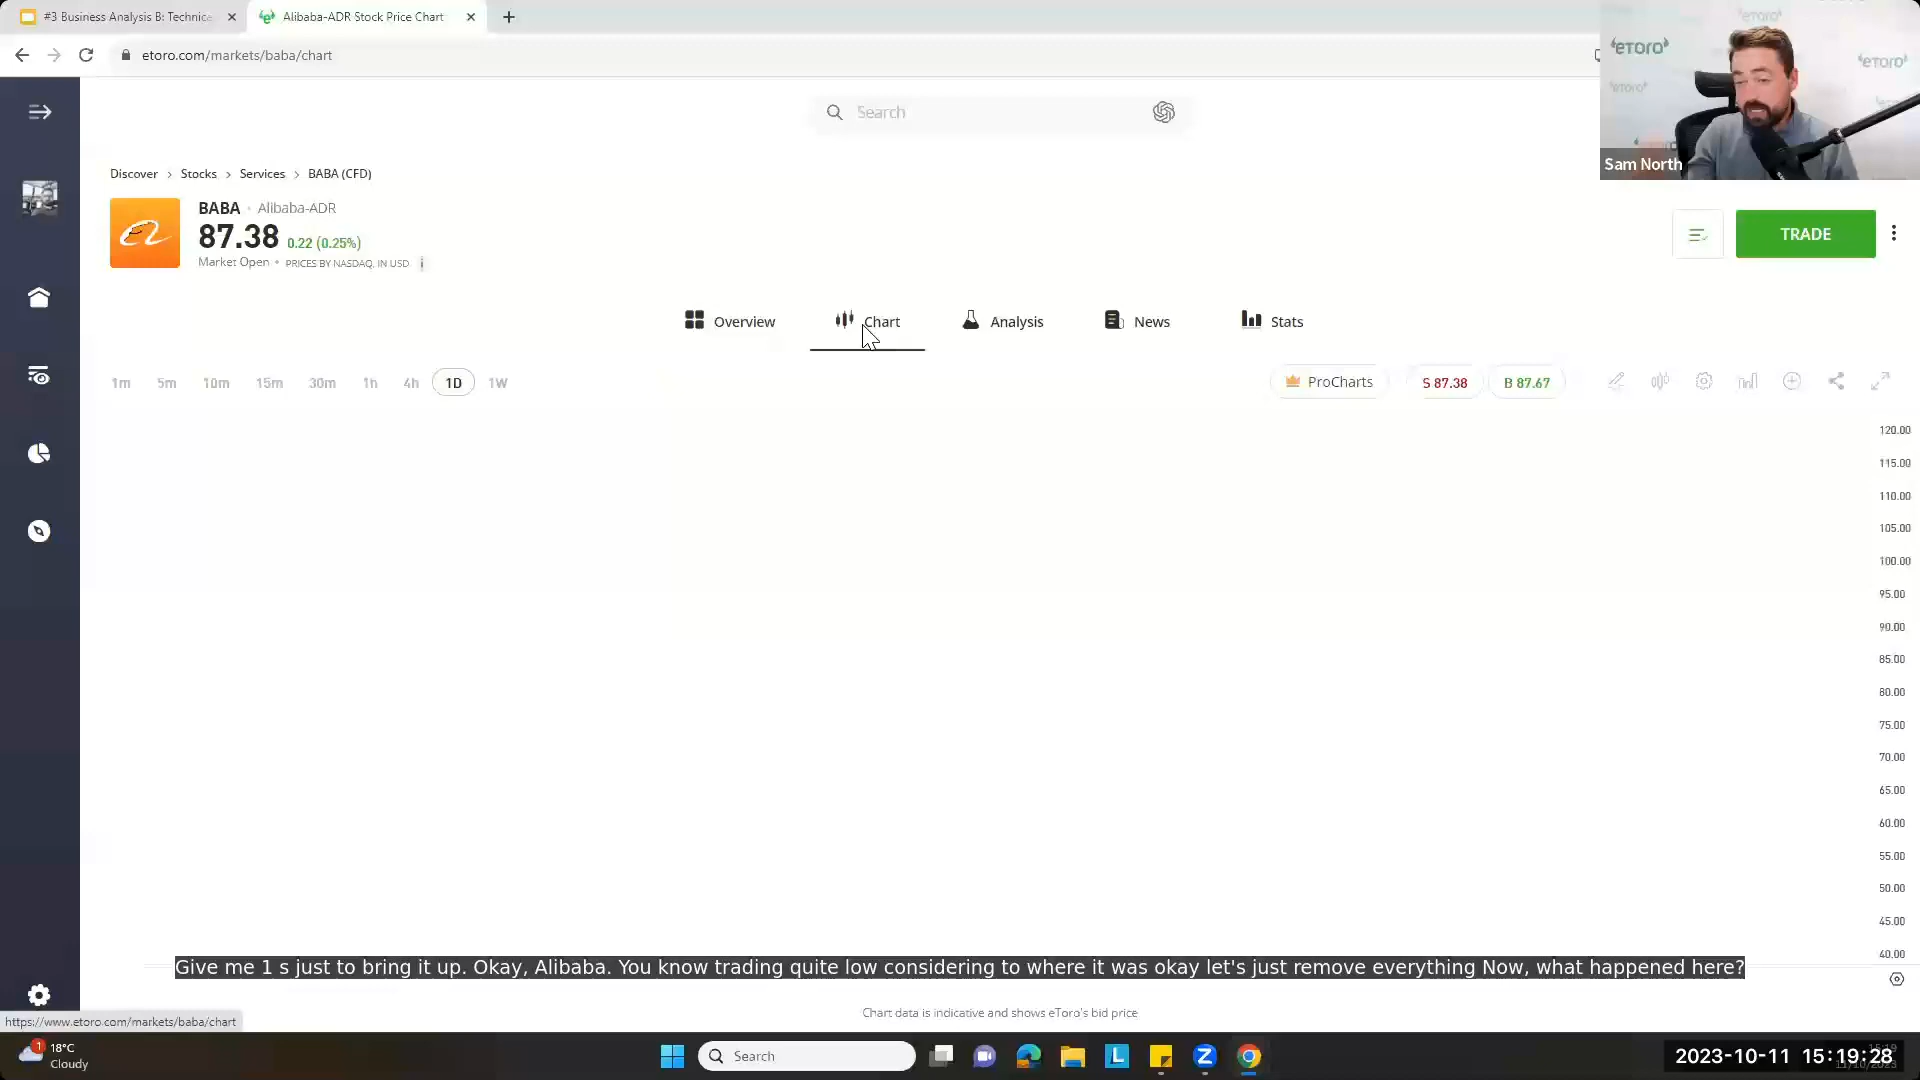 #3 Business Analysis B: Technica
Alibaba-ADR Stock Price Chart
etoro.com/markets/baba/chart
Search
eToro
eToro
Sam North
Discover > Stocks > Services > BABA (CFD)
BABA · Alibaba-ADR
87.38 0.22 (0.25%)
Market Open • PRICES BY NASDAQ, IN USD i
TRADE
Overview
Chart
Analysis
News
Stats
1m 5m 10m 15m 30m 1h 4h 1D 1W
ProCharts
S 87.38
B 87.67
120.00
115.00
110.00
105.00
100.00
95.00
90.00
85.00
80.00
75.00
70.00
65.00
60.00
55.00
50.00
45.00
40.00
Give me 1 s just to bring it up. Okay, Alibaba. You know trading quite low considering to where it was okay let's just remove everything Now, what happened here?
Chart data is indicative and shows eToro's bid price
https://www.etoro.com/markets/baba/chart
1
18°C
Cloudy
Search
2023-10-11 15:19:28